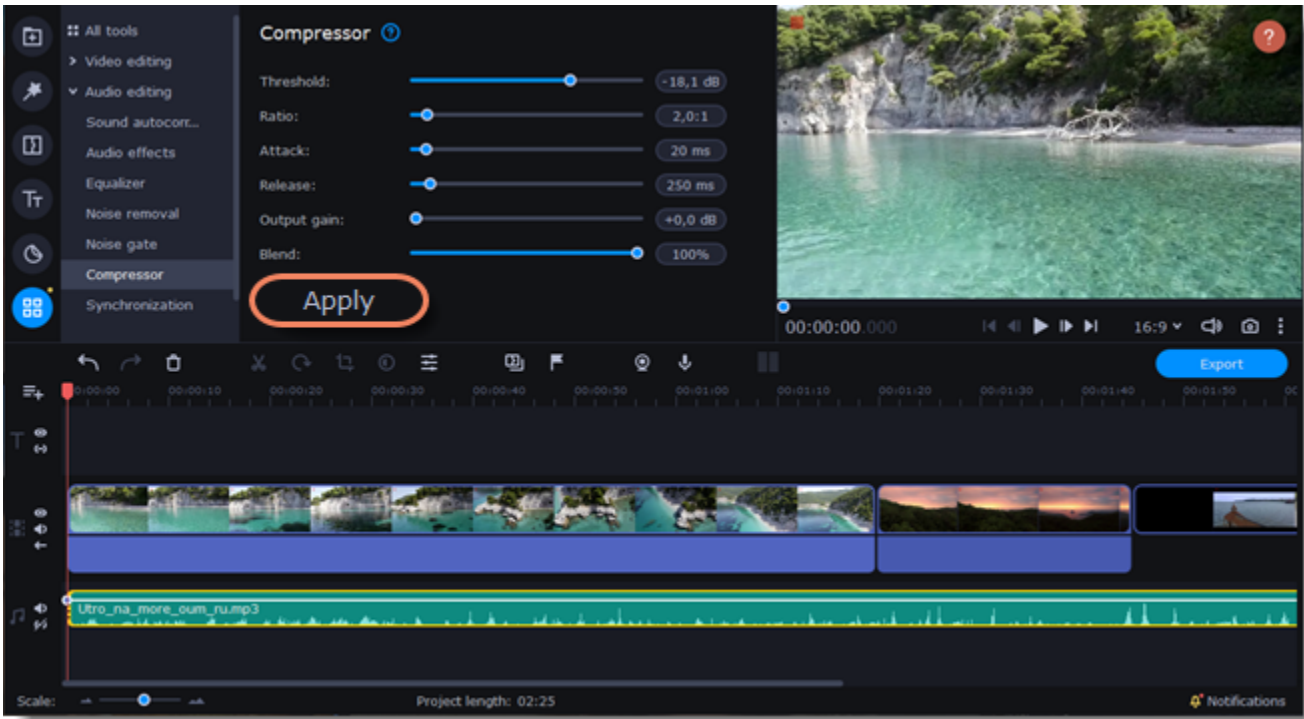 All tools
Video editing
Audio editing
Sound autocorr...
Audio effects
Equalizer
Noise removal
Noise gate
Compressor
Synchronization
Compressor ?
Threshold: -18,1 dB
Ratio: 2,0:1
Attack: 20 ms
Release: 250 ms
Output gain: +0,0 dB
Blend: 100%
Apply
?
00:00:00.000
16:9
Export
00:00:10 00:00:20 00:00:30 00:00:40 00:00:50 00:01:00 00:01:10 00:01:20 00:01:30 00:01:40 00:01:50
Utro_na_more_oum_ru.mp3
Scale:
Project length: 02:25
Notifications